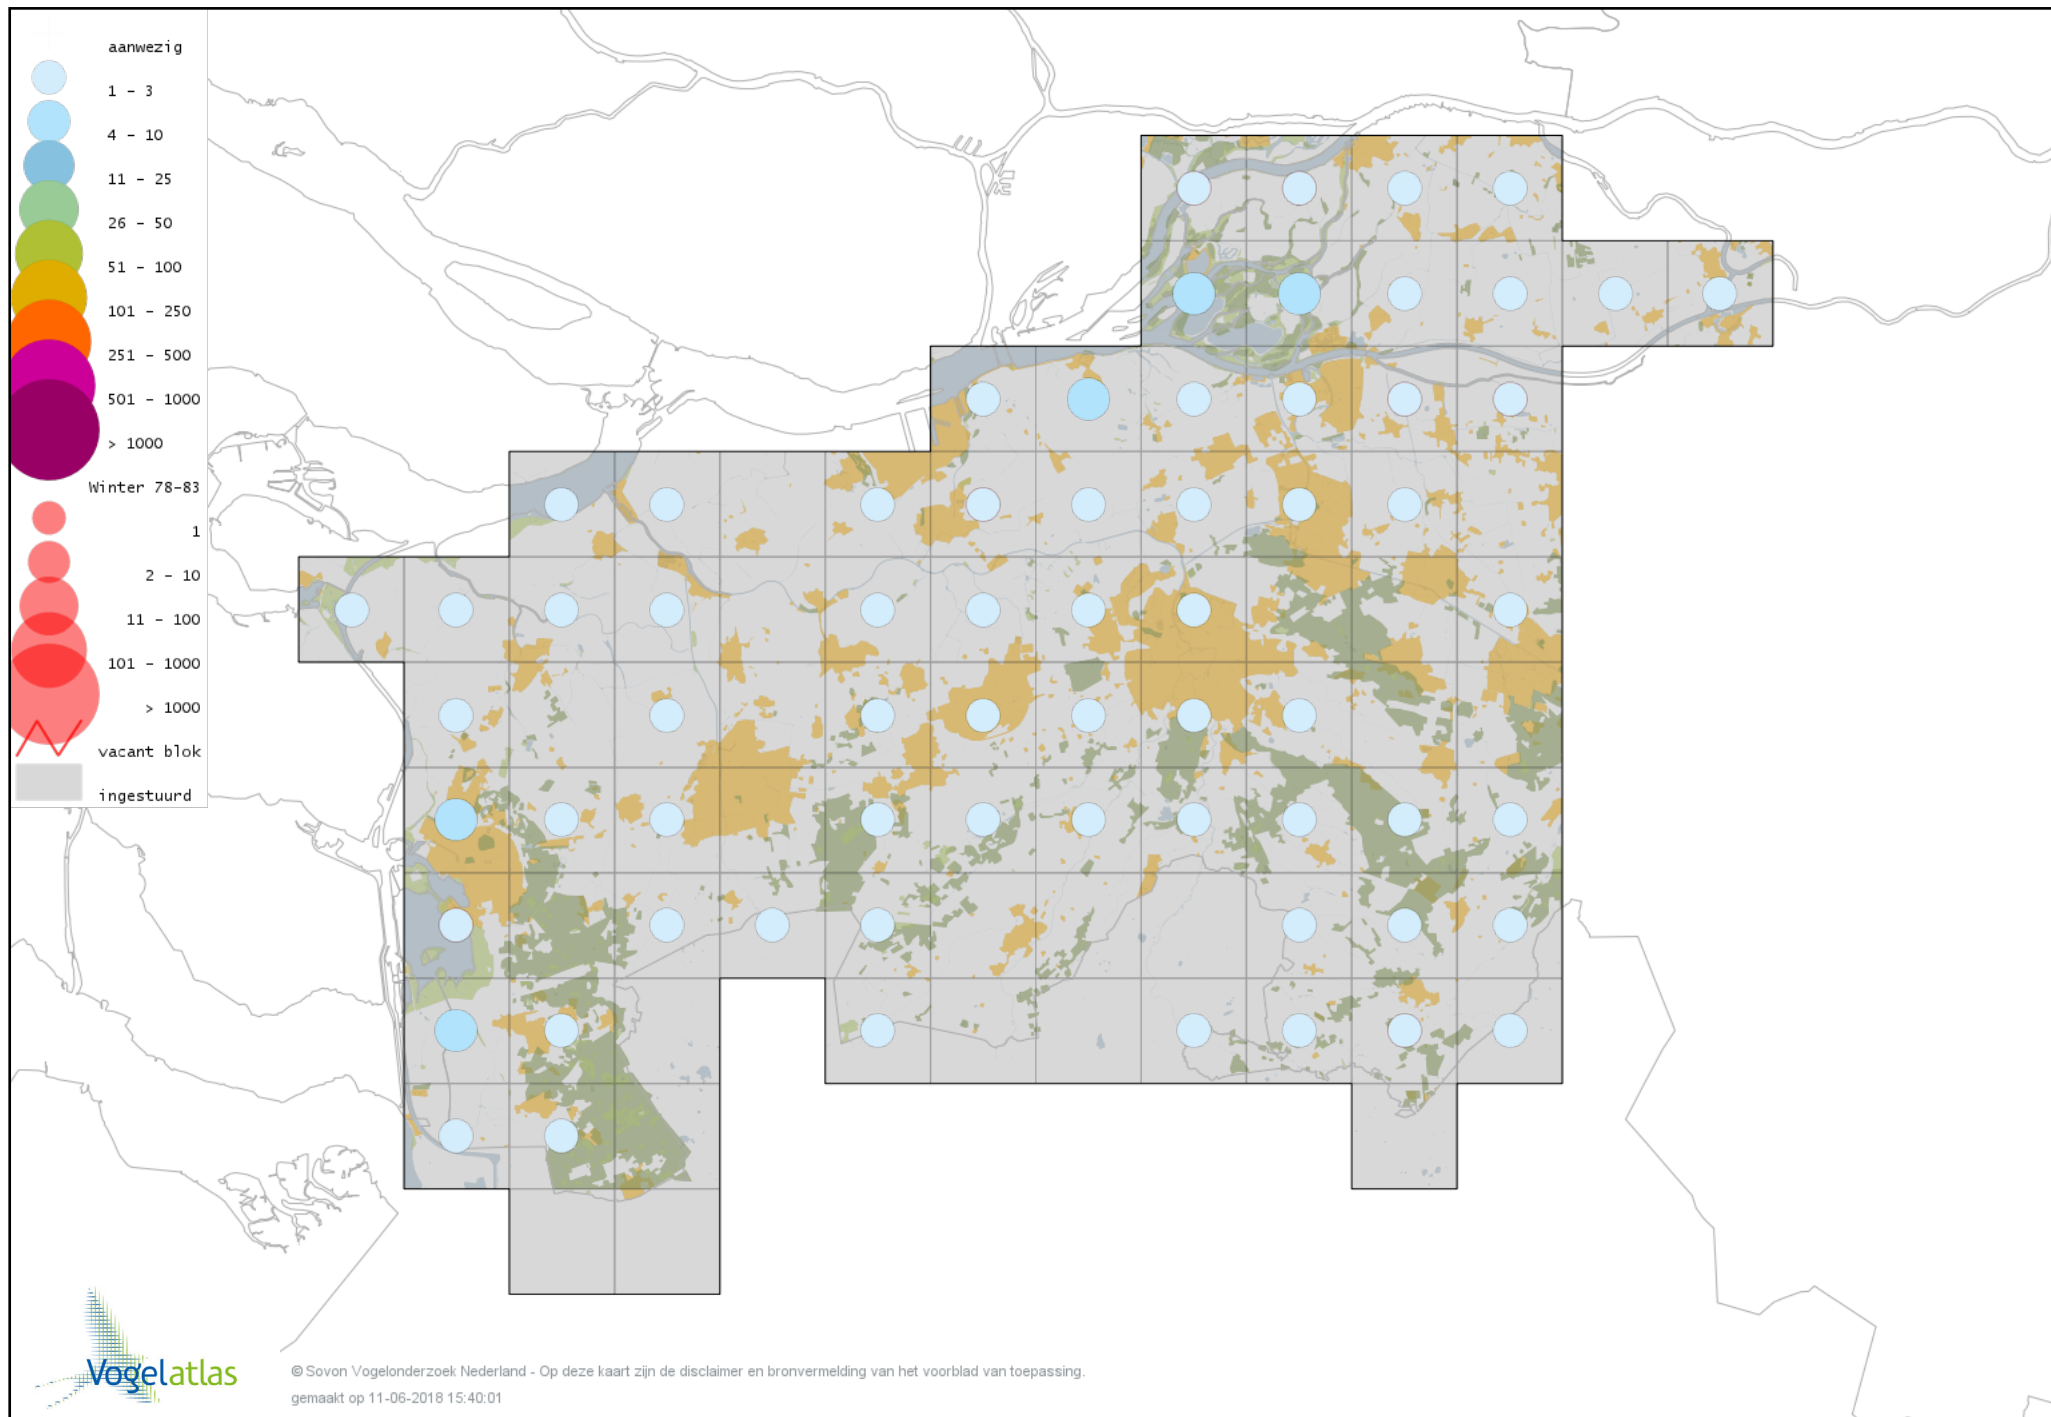 aanwezig
1 - 3
4 - 10
11 - 25
26 - 50
51 - 100
101 - 250
251 - 500
501 - 1000
> 1000
Winter 78-83
1
2 - 10
11 - 100
101 - 1000
> 1000
vacant blok
ingestuurd
Vogelatlas
© Sovon Vogelonderzoek Nederland - Op deze kaart zijn de disclaimer en bronvermelding van het voorblad van toepassing.
gemaakt op 11-06-2018 15:40:01